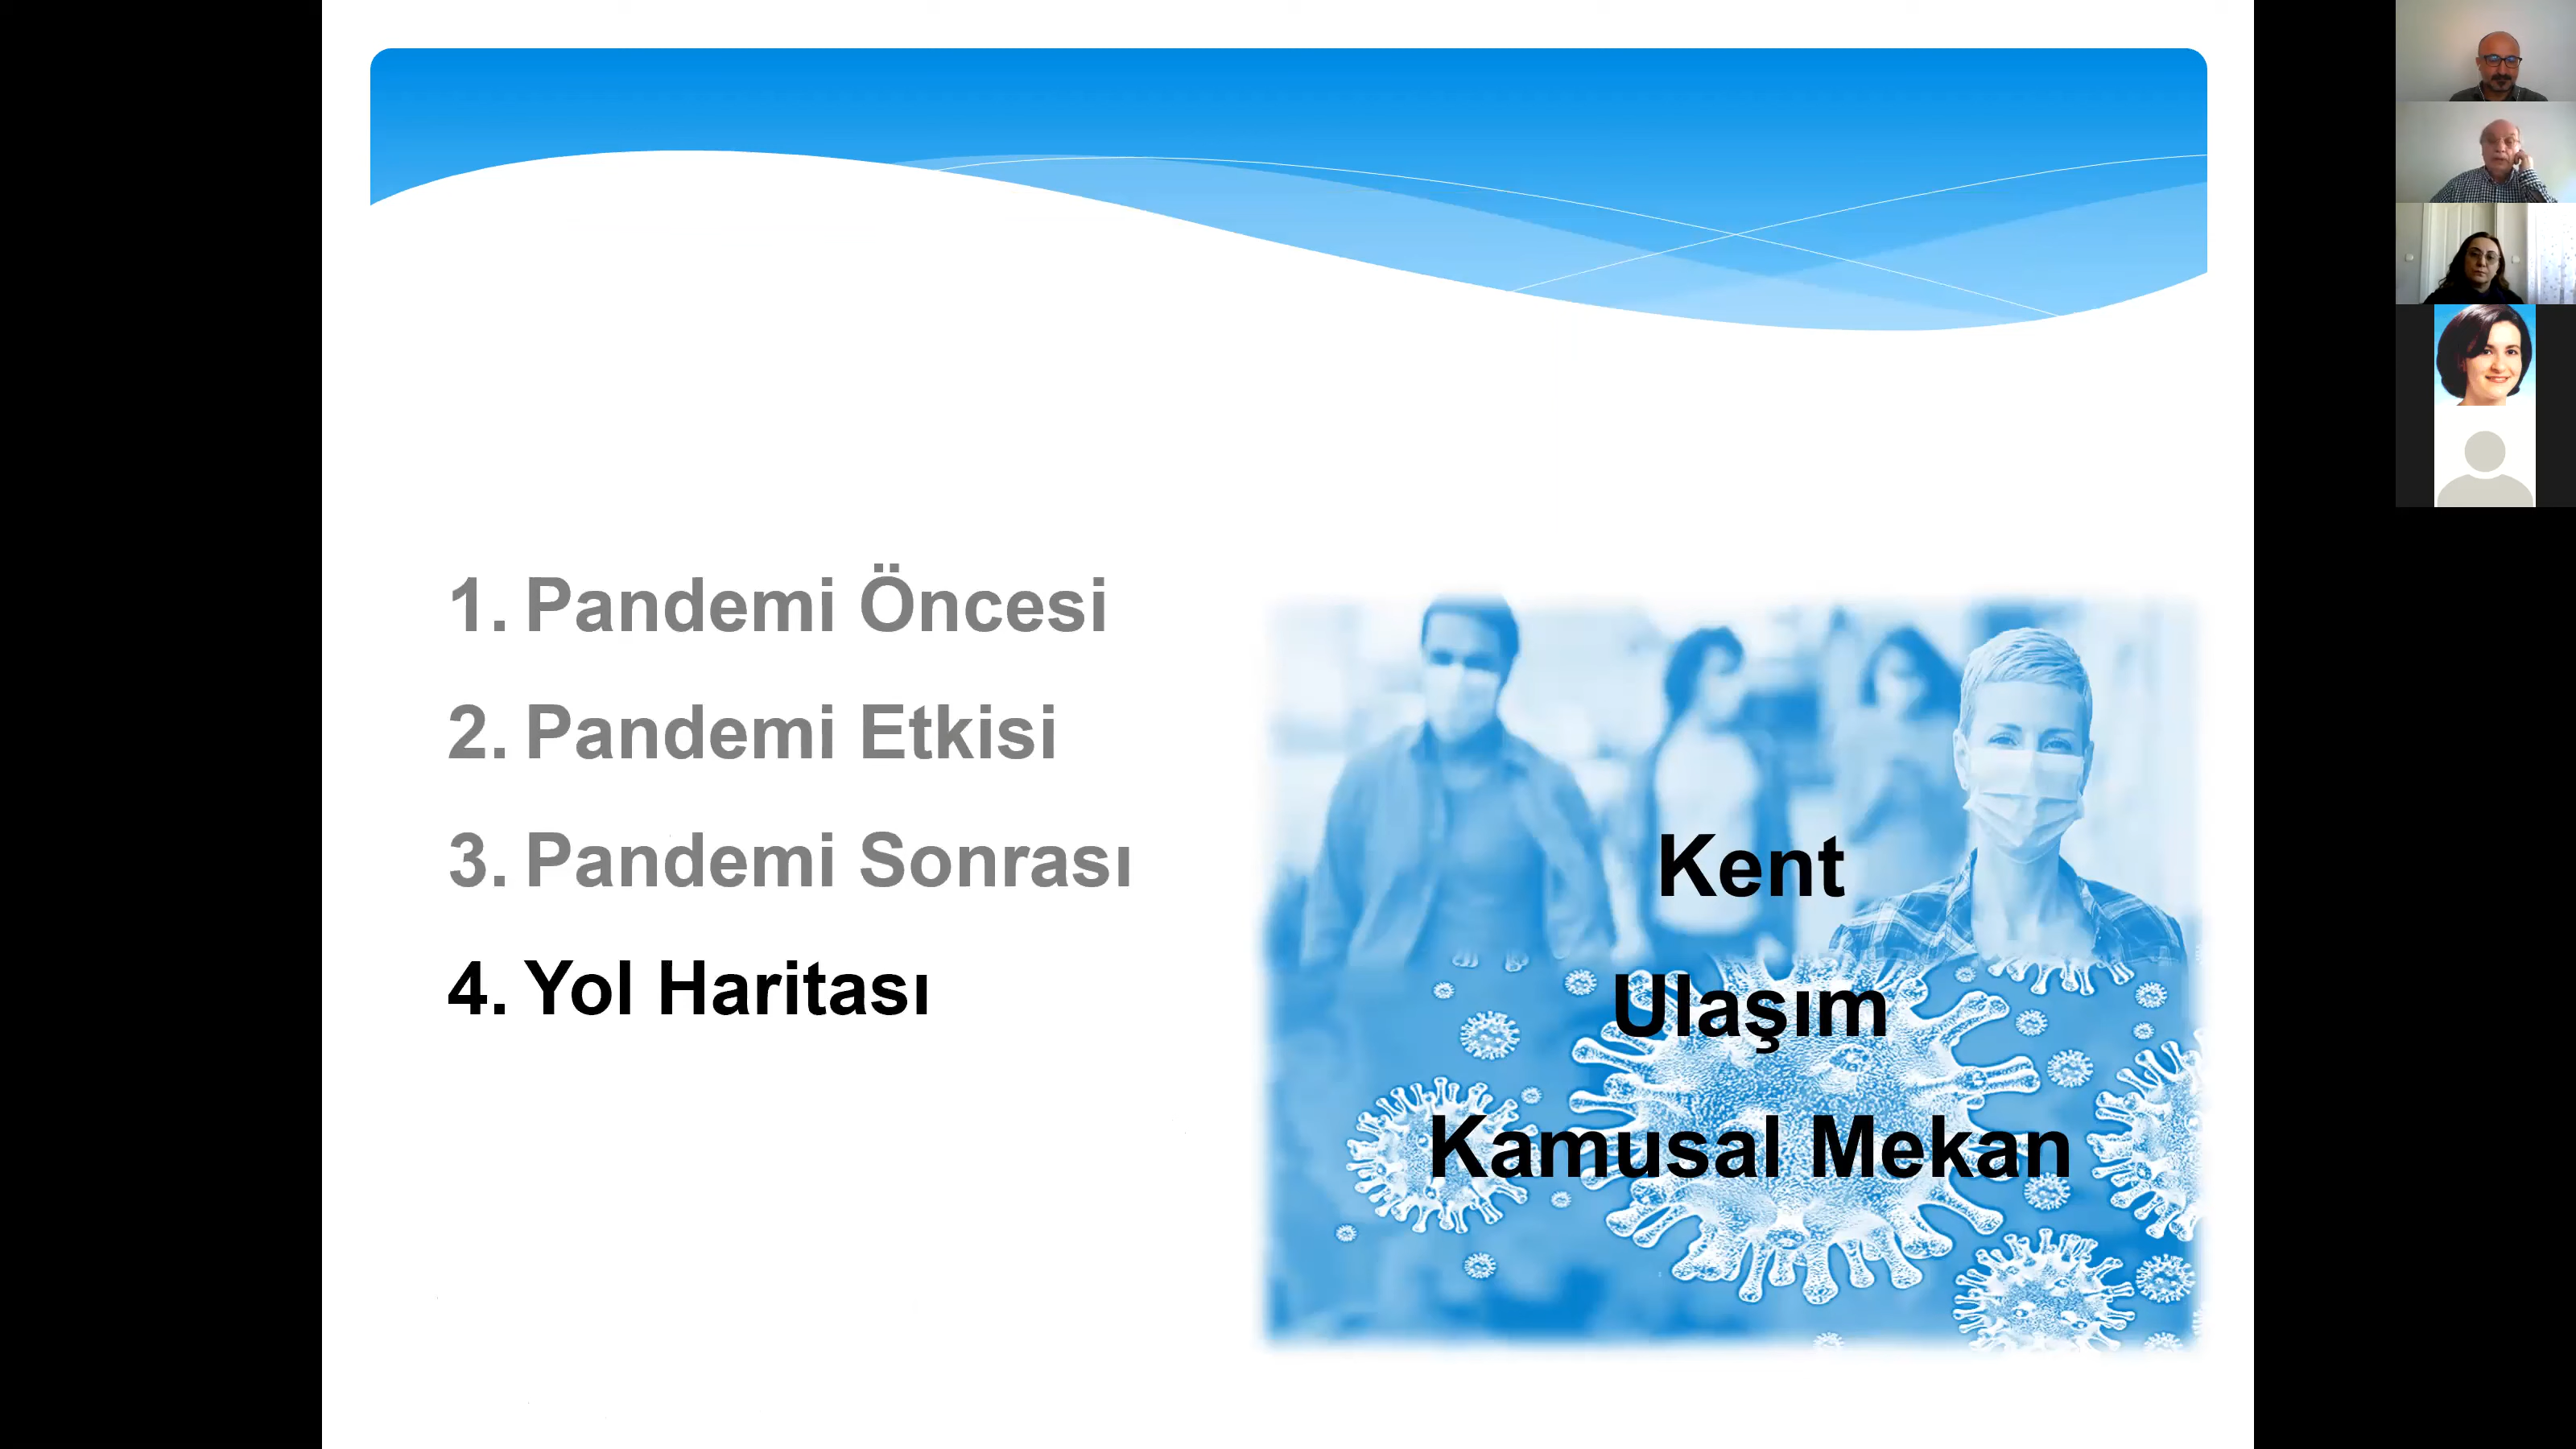 1. Pandemi Öncesi
2. Pandemi Etkisi
3. Pandemi Sonrası
4. Yol Haritası
Kent
Ulaşım
Kamusal Mekan